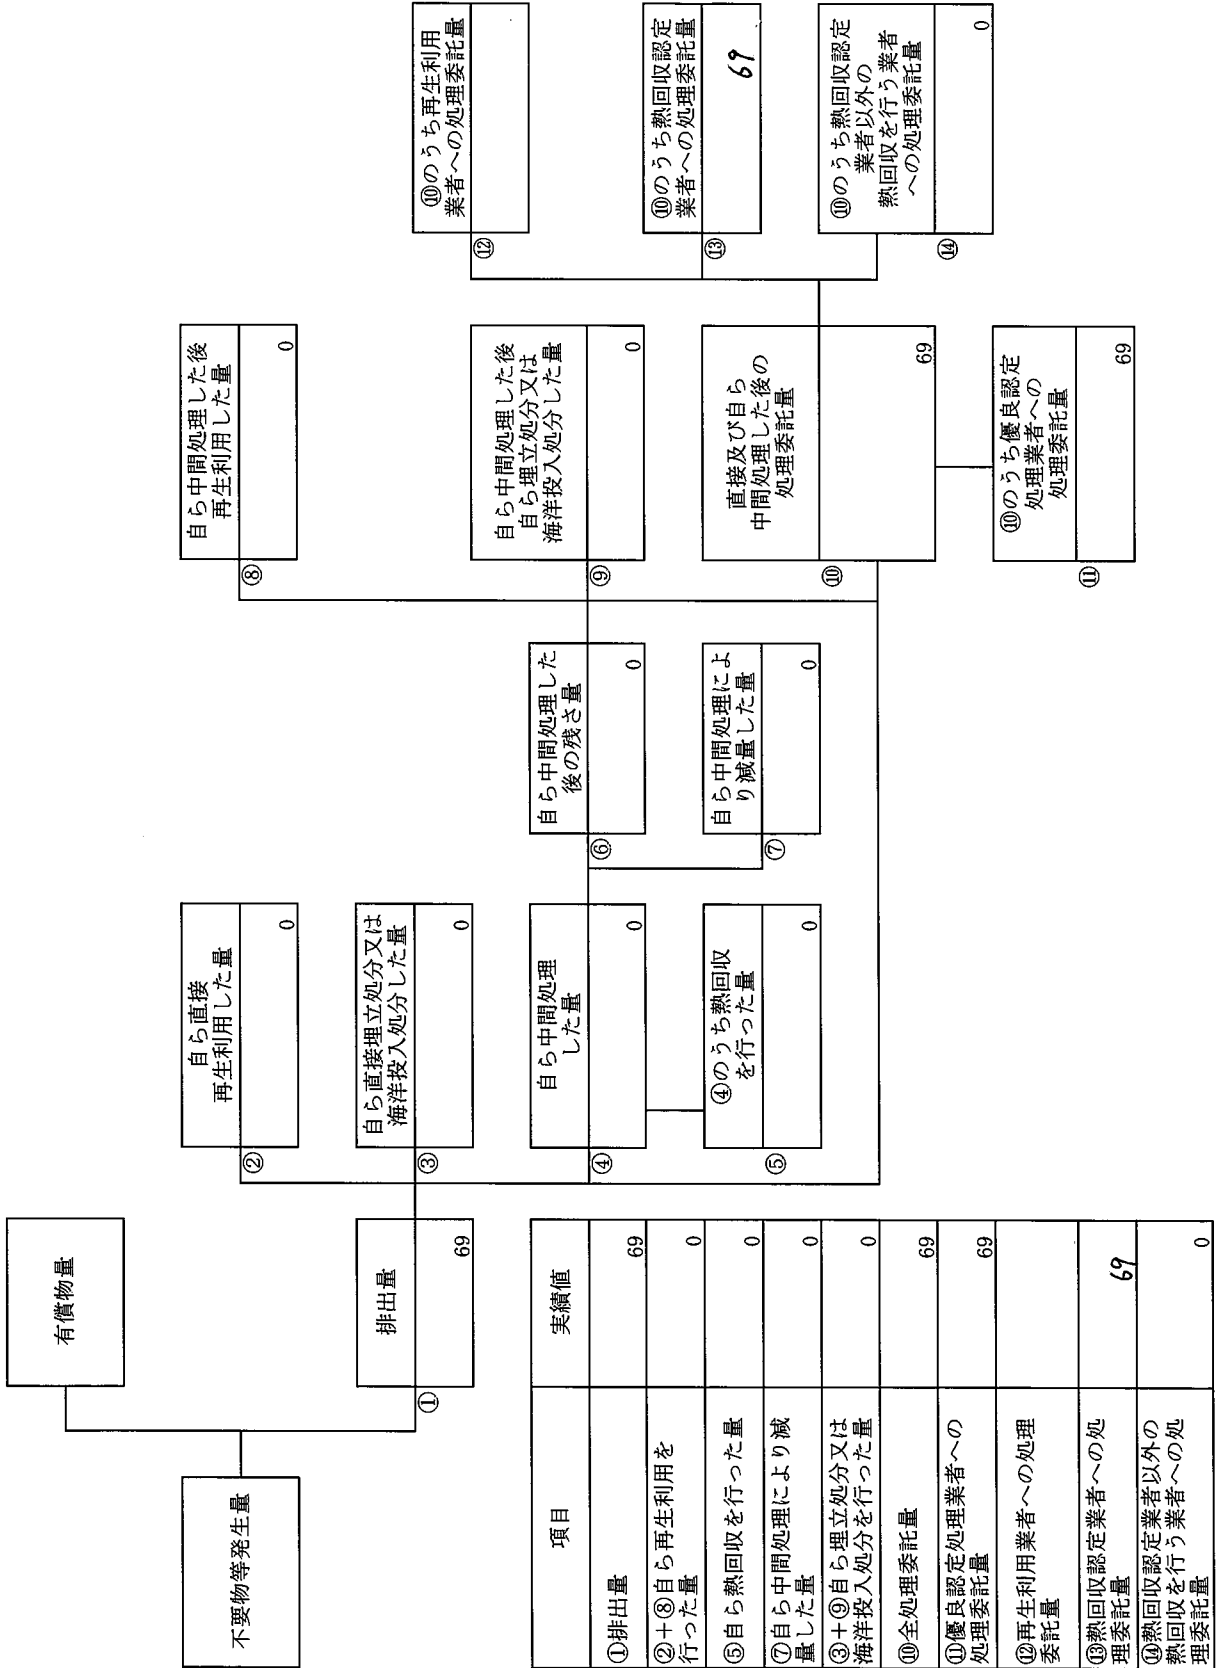 不要物等発生量
有償物量
①
排出量
69
②
自ら直接
再生利用した量
0
③
自ら直接埋立処分又は
海洋投入処分した量
0
④
自ら中間処理
した量
0
⑤
④のうち熱回収
を行った量
0
⑥
自ら中間処理した
後の残さ量
0
⑦
自ら中間処理によ
り減量した量
0
⑧
自ら中間処理した後
再生利用した量
0
⑨
自ら中間処理した後
自ら埋立処分又は
海洋投入処分した量
0
⑩
直接及び自ら
中間処理した後の
処理委託量
69
⑪
⑩のうち優良認定
処理業者への
処理委託量
69
⑫
⑩のうち再生利用
業者への処理委託量
⑬
⑩のうち熱回収認定
業者への処理委託量
69
⑭
⑩のうち熱回収認定
業者以外の
熱回収を行う業者
への処理委託量
0
項目 実績値
①排出量 69
②+⑧自ら再生利用を
行った量 0
⑤自ら熱回収を行った量 0
⑦自ら中間処理により減
量した量 0
③+⑨自ら埋立処分又は
海洋投入処分を行った量 0
⑩全処理委託量 69
⑪優良認定処理業者への
処理委託量 69
⑫再生利用業者への処理
委託量
⑬熱回収認定業者への処
理委託量 69
⑭熱回収認定業者以外の
熱回収を行う業者への処
理委託量 0